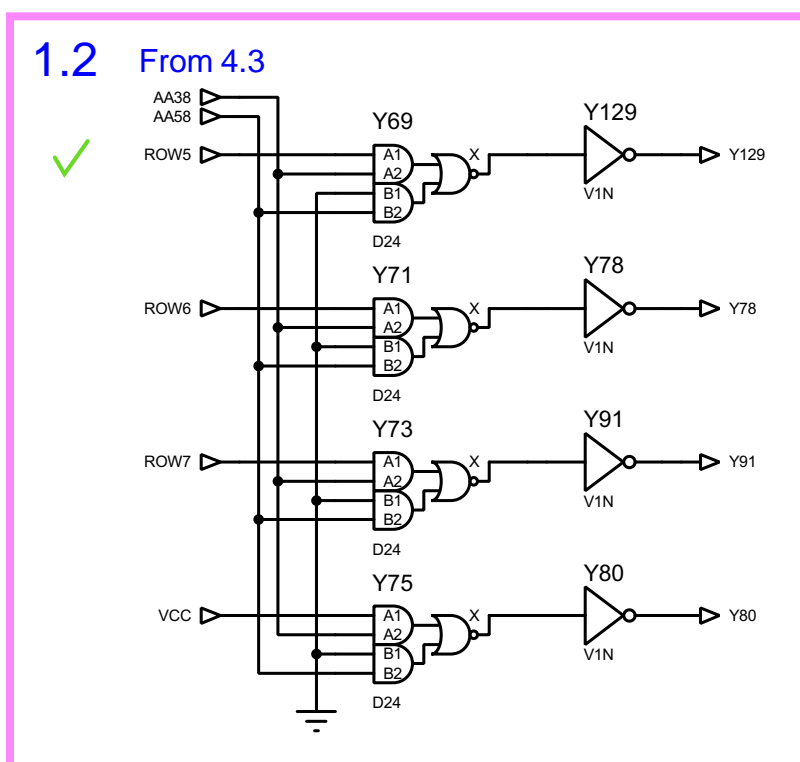 1.2 From 4.3
AA38
AA58
Y69
Y129
ROW5
A1
X
Y129
A2
B1
V1N
B2
D24
Y71
Y78
ROW6
A1
X
Y78
A2
B1
V1N
B2
D24
Y73
Y91
ROW7
A1
X
Y91
A2
B1
V1N
B2
D24
Y75
Y80
VCC
A1
X
Y80
A2
B1
V1N
B2
D24